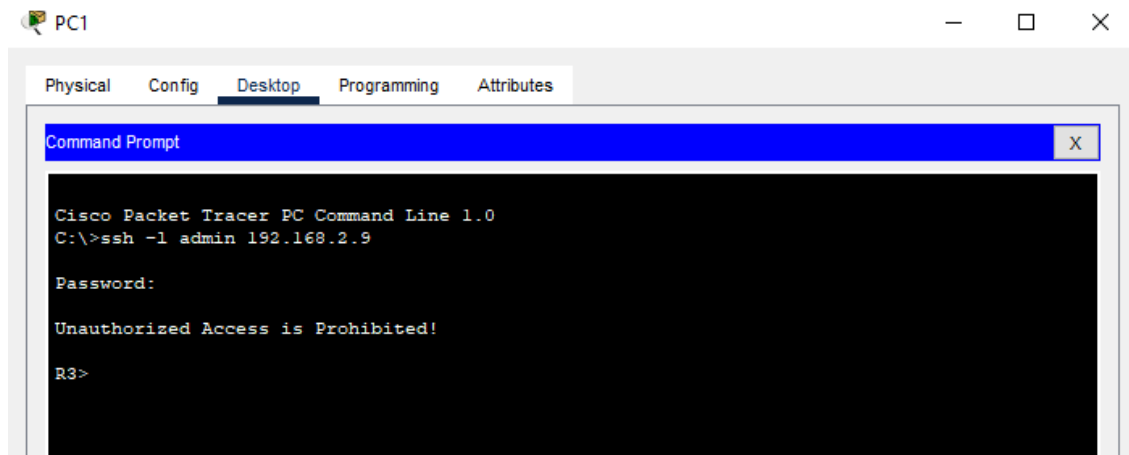 PC1
Physical Config Desktop Programming Attributes
Command Prompt X
Cisco Packet Tracer PC Command Line 1.0
C:\>ssh -l admin 192.168.2.9
Password:
Unauthorized Access is Prohibited!
R3>